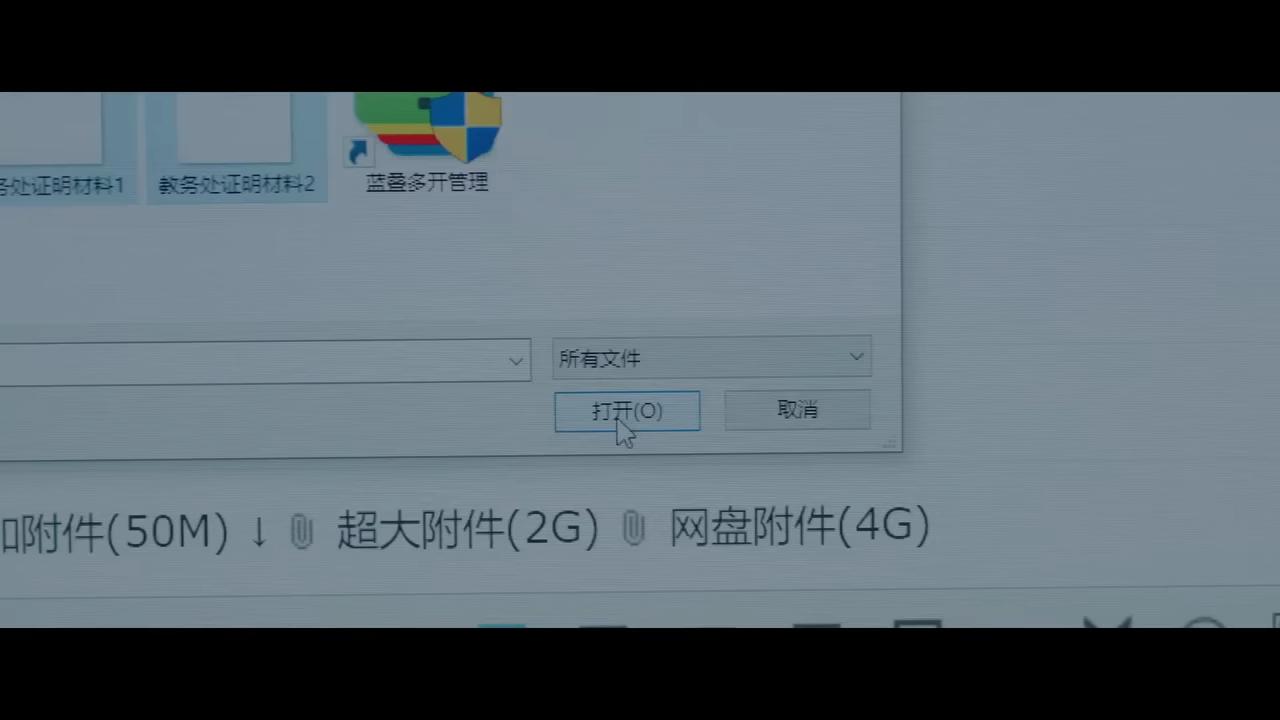 务处证明材料1
教务处证明材料2
蓝叠多开管理
所有文件
打开(O)
取消
加附件(50M) ↓ 超大附件(2G) 网盘附件(4G)